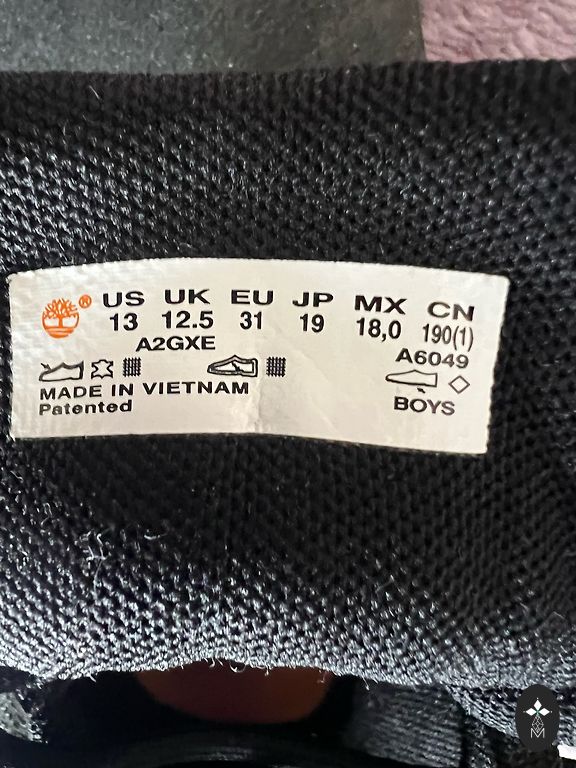 ® US UK EU JP MX CN
13 12.5 31 19 18,0 190(1)
A2GXE A6049
MADE IN VIETNAM
Patented BOYS
M